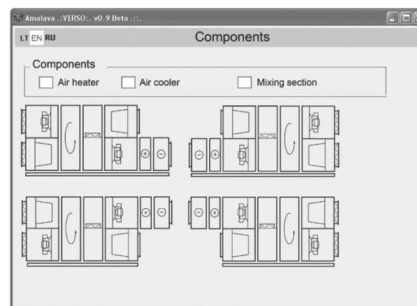 Amalava .:VERSO:. v0.9 Beta .::.
LT EN RU
Components
Components
Air heater
Air cooler
Mixing section